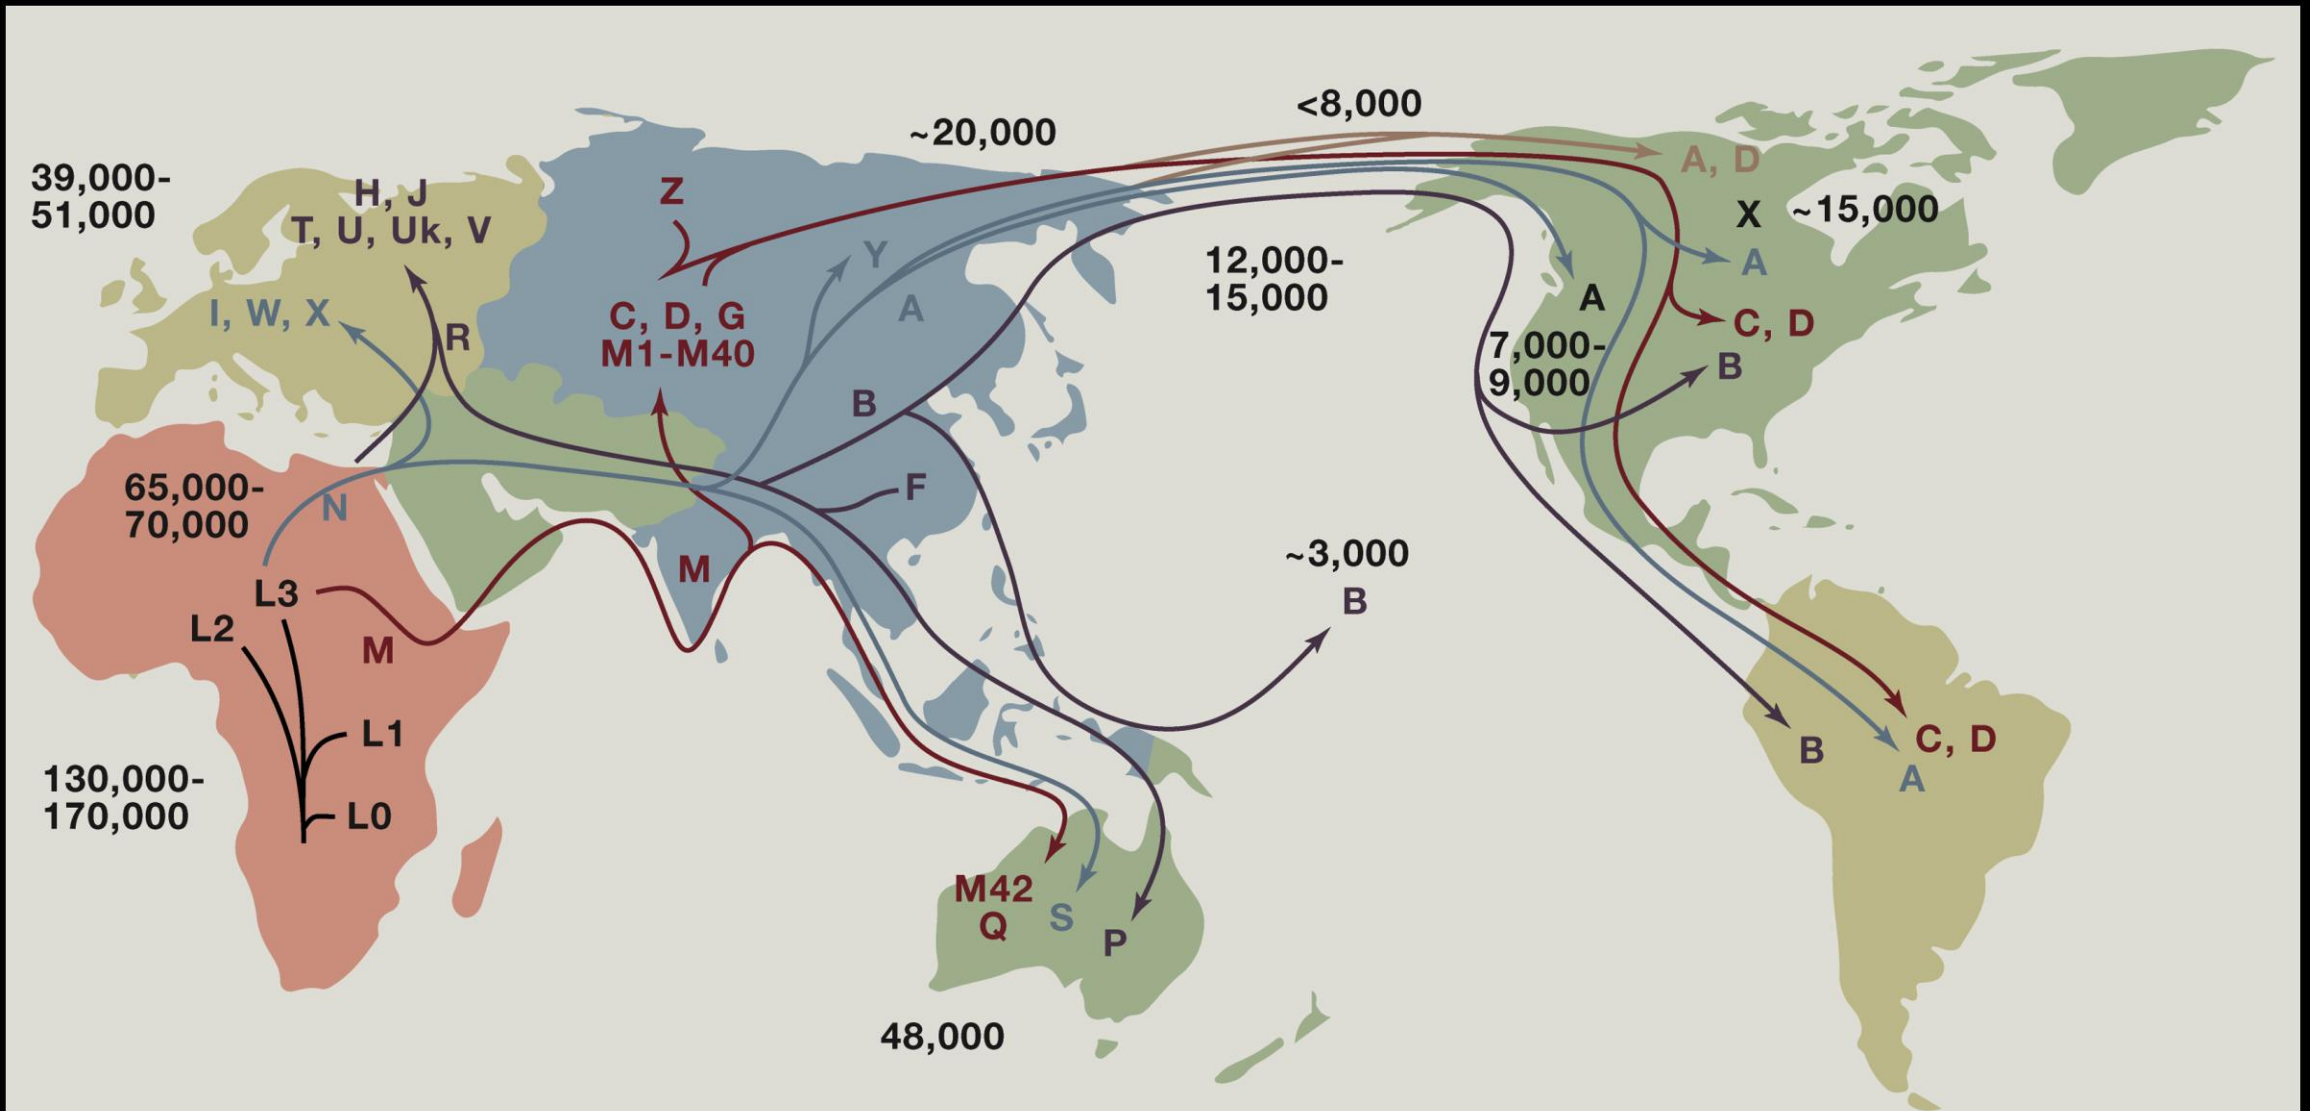 <8,000
~20,000
39,000-
51,000
H, J
T, U, Uk, V
Z
A, D
X
~15,000
Y
A
12,000-
15,000
A
A
I, W, X
R
C, D, G
M1-M40
C, D
7,000-
9,000
B
B
65,000-
70,000
N
F
~3,000
B
M
L3
L2
M
L1
130,000-
170,000
L0
B
C, D
A
M42
Q
S
P
48,000